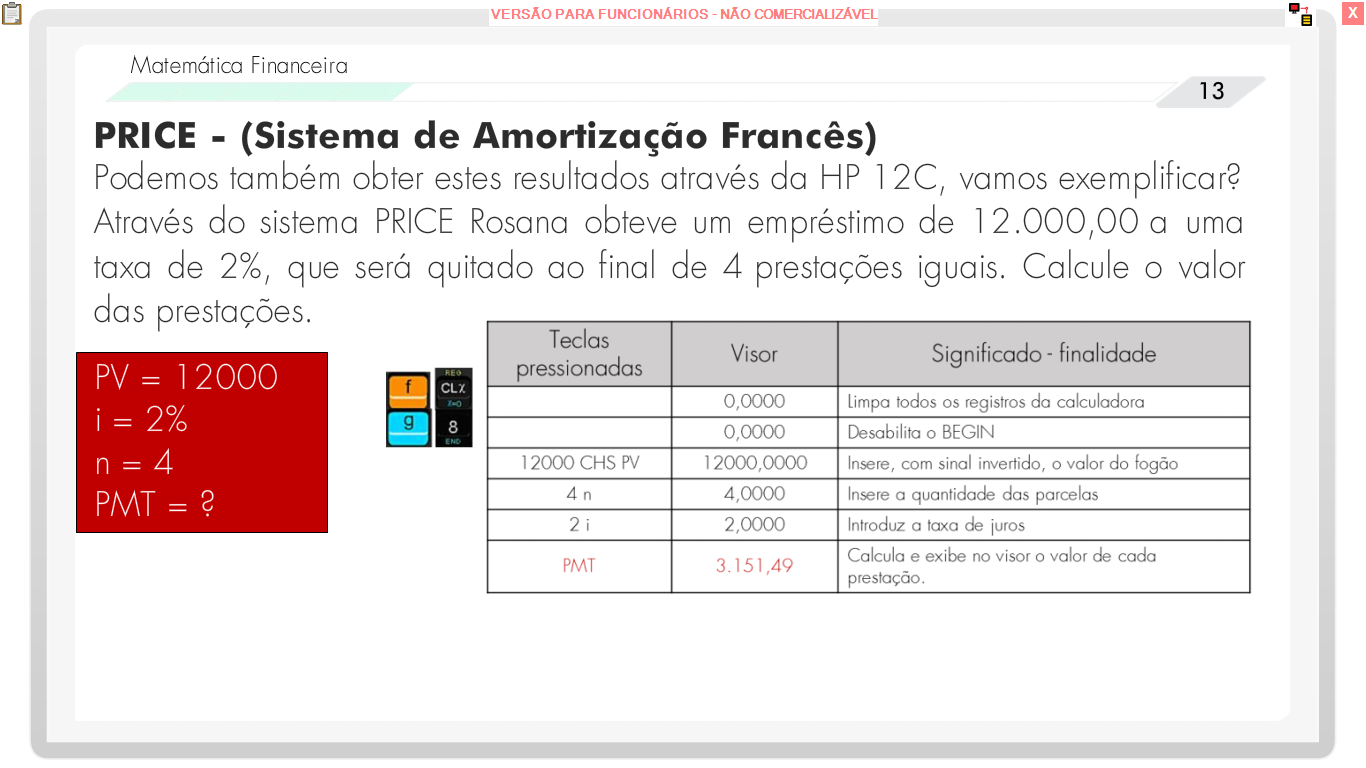 VERSÃO PARA FUNCIONÁRIOS - NÃO COMERCIALIZÁVEL
X
Matemática Financeira
13
PRICE - (Sistema de Amortização Francês)
Podemos também obter estes resultados através da HP 12C, vamos exemplificar?
Através do sistema PRICE Rosana obteve um empréstimo de 12.000,00 a uma
taxa de 2%, que será quitado ao final de 4 prestações iguais. Calcule o valor
das prestações.
PV = 12000
i = 2%
n = 4
PMT = ?
REG
f CLX
X=0
g 8
END
Teclas pressionadas Visor Significado - finalidade
0,0000 Limpa todos os registros da calculadora
0,0000 Desabilita o BEGIN
12000 CHS PV 12000,0000 Insere, com sinal invertido, o valor do fogão
4 n 4,0000 Insere a quantidade das parcelas
2 i 2,0000 Introduz a taxa de juros
PMT 3.151,49 Calcula e exibe no visor o valor de cada
prestação.